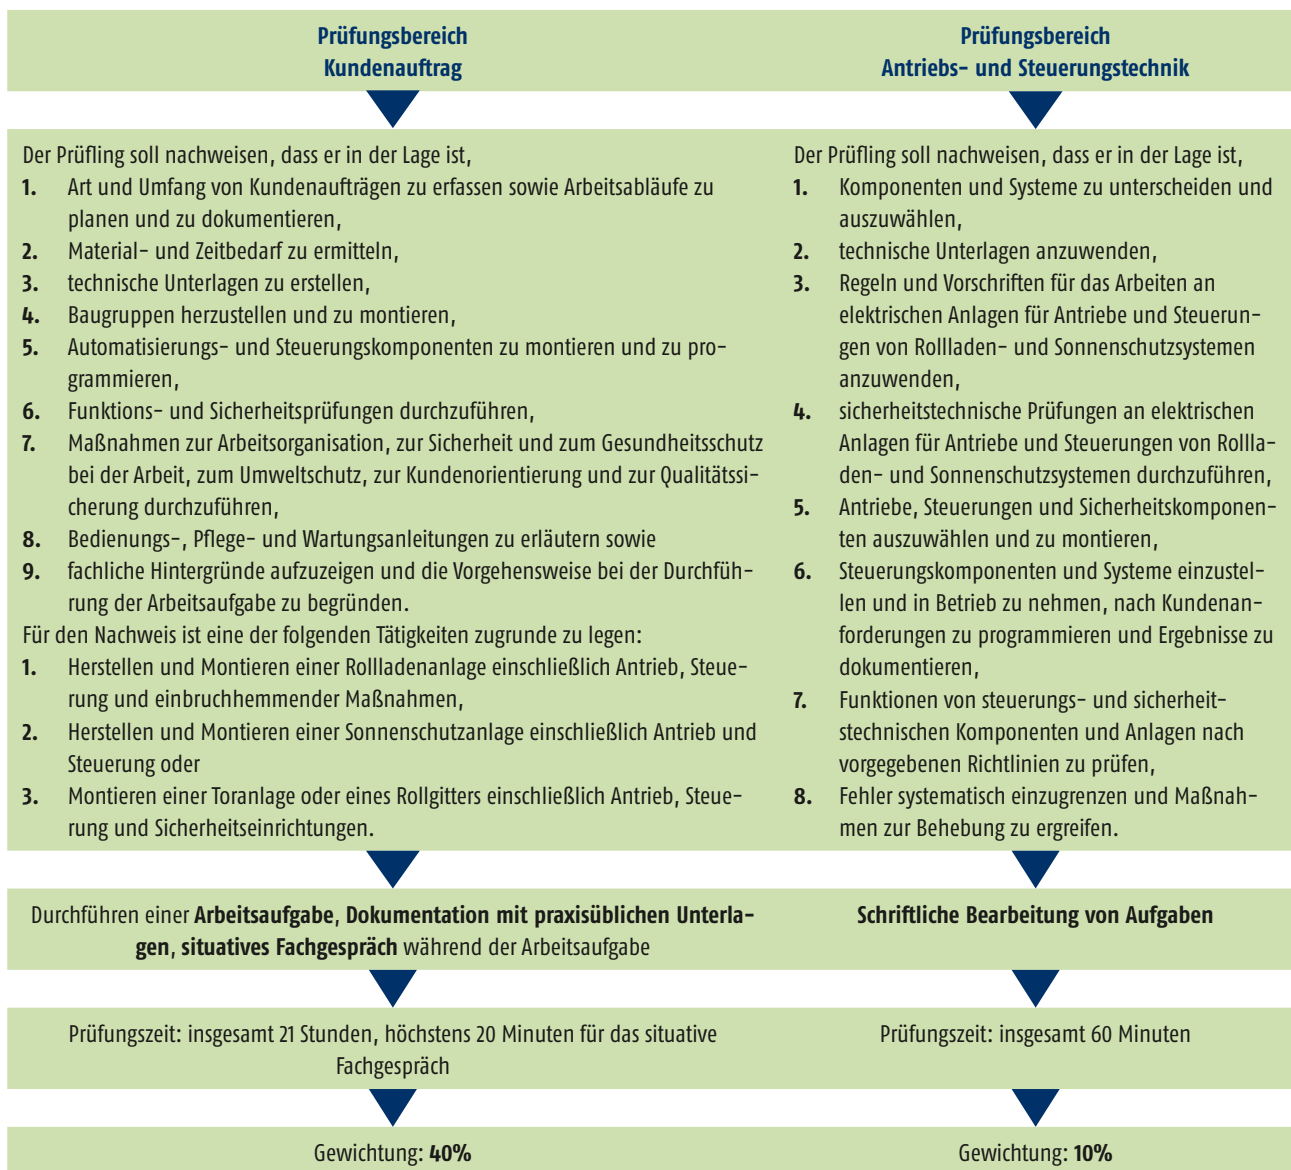 Prüfungsbereich
Kundenauftrag
Der Prüfling soll nachweisen, dass er in der Lage ist,
1. Art und Umfang von Kundenaufträgen zu erfassen sowie Arbeitsabläufe zu
planen und zu dokumentieren,
2. Material- und Zeitbedarf zu ermitteln,
3. technische Unterlagen zu erstellen,
4. Baugruppen herzustellen und zu montieren,
5. Automatisierungs- und Steuerungskomponenten zu montieren und zu pro-
grammieren,
6. Funktions- und Sicherheitsprüfungen durchzuführen,
7. Maßnahmen zur Arbeitsorganisation, zur Sicherheit und zum Gesundheitsschutz
bei der Arbeit, zum Umweltschutz, zur Kundenorientierung und zur Qualitätssi-
cherung durchzuführen,
8. Bedienungs-, Pflege- und Wartungsanleitungen zu erläutern sowie
9. fachliche Hintergründe aufzuzeigen und die Vorgehensweise bei der Durchfüh-
rung der Arbeitsaufgabe zu begründen.
Für den Nachweis ist eine der folgenden Tätigkeiten zugrunde zu legen:
1. Herstellen und Montieren einer Rollladenanlage einschließlich Antrieb, Steue-
rung und einbruchhemmender Maßnahmen,
2. Herstellen und Montieren einer Sonnenschutzanlage einschließlich Antrieb und
Steuerung oder
3. Montieren einer Toranlage oder eines Rollgitters einschließlich Antrieb, Steue-
rung und Sicherheitseinrichtungen.
Durchführen einer Arbeitsaufgabe, Dokumentation mit praxisüblichen Unterla-
gen, situatives Fachgespräch während der Arbeitsaufgabe
Prüfungszeit: insgesamt 21 Stunden, höchstens 20 Minuten für das situative
Fachgespräch
Gewichtung: 40%
Prüfungsbereich
Antriebs- und Steuerungstechnik
Der Prüfling soll nachweisen, dass er in der Lage ist,
1. Komponenten und Systeme zu unterscheiden und
auszuwählen,
2. technische Unterlagen anzuwenden,
3. Regeln und Vorschriften für das Arbeiten an
elektrischen Anlagen für Antriebe und Steuerun-
gen von Rollladen- und Sonnenschutzsystemen
anzuwenden,
4. sicherheitstechnische Prüfungen an elektrischen
Anlagen für Antriebe und Steuerungen von Rollla-
den- und Sonnenschutzsystemen durchzuführen,
5. Antriebe, Steuerungen und Sicherheitskomponen-
ten auszuwählen und zu montieren,
6. Steuerungskomponenten und Systeme einzustel-
len und in Betrieb zu nehmen, nach Kundenan-
forderungen zu programmieren und Ergebnisse zu
dokumentieren,
7. Funktionen von steuerungs- und sicherheit-
stechnischen Komponenten und Anlagen nach
vorgegebenen Richtlinien zu prüfen,
8. Fehler systematisch einzugrenzen und Maßnah-
men zur Behebung zu ergreifen.
Schriftliche Bearbeitung von Aufgaben
Prüfungszeit: insgesamt 60 Minuten
Gewichtung: 10%